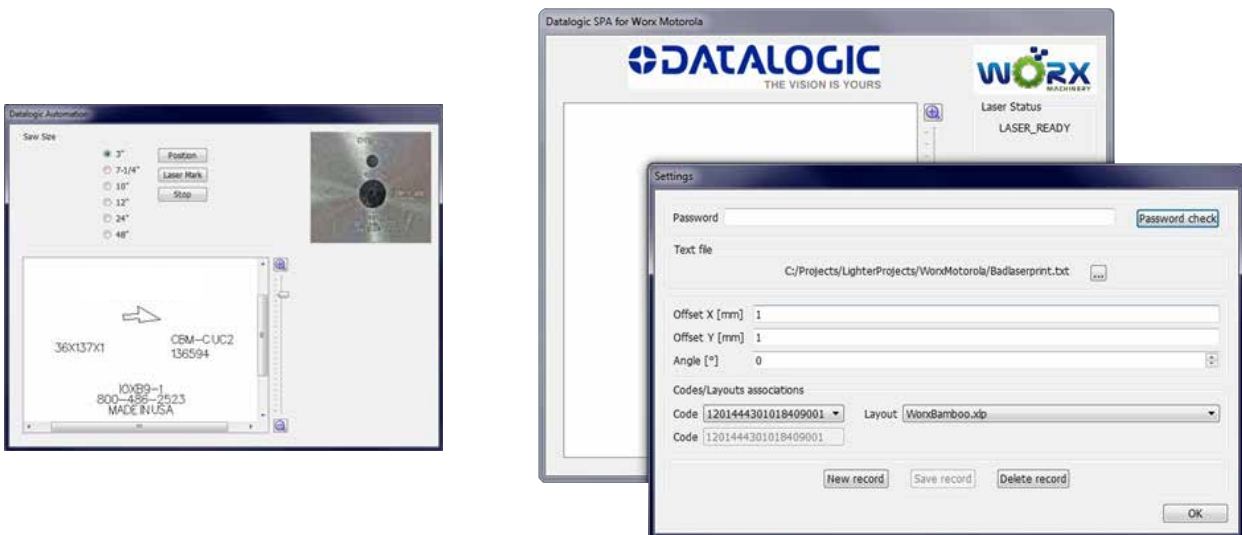 Datalogic Automation
Saw Size
3"
7-1/4"
10"
12"
24"
48"
Position
Laser Mark
Stop
36X137X1
CBM-CUC2
136594
IOXB9-1
800-486-2523
MADE IN USA
Datalogic SPA for Worx Motorola
DATALOGIC
THE VISION IS YOURS
WORX
MACHINERY
Laser Status
LASER_READY
Settings
Password
Password check
Text file
C:/Projects/LighterProjects/WorxMotorola/Badlaserprint.txt
...
Offset X [mm] 1
Offset Y [mm] 1
Angle [°] 0
Codes/Layouts associations
Code 1201444301018409001 Layout WorxBamboo.xlp
Code 1201444301018409001
New record Save record Delete record
OK